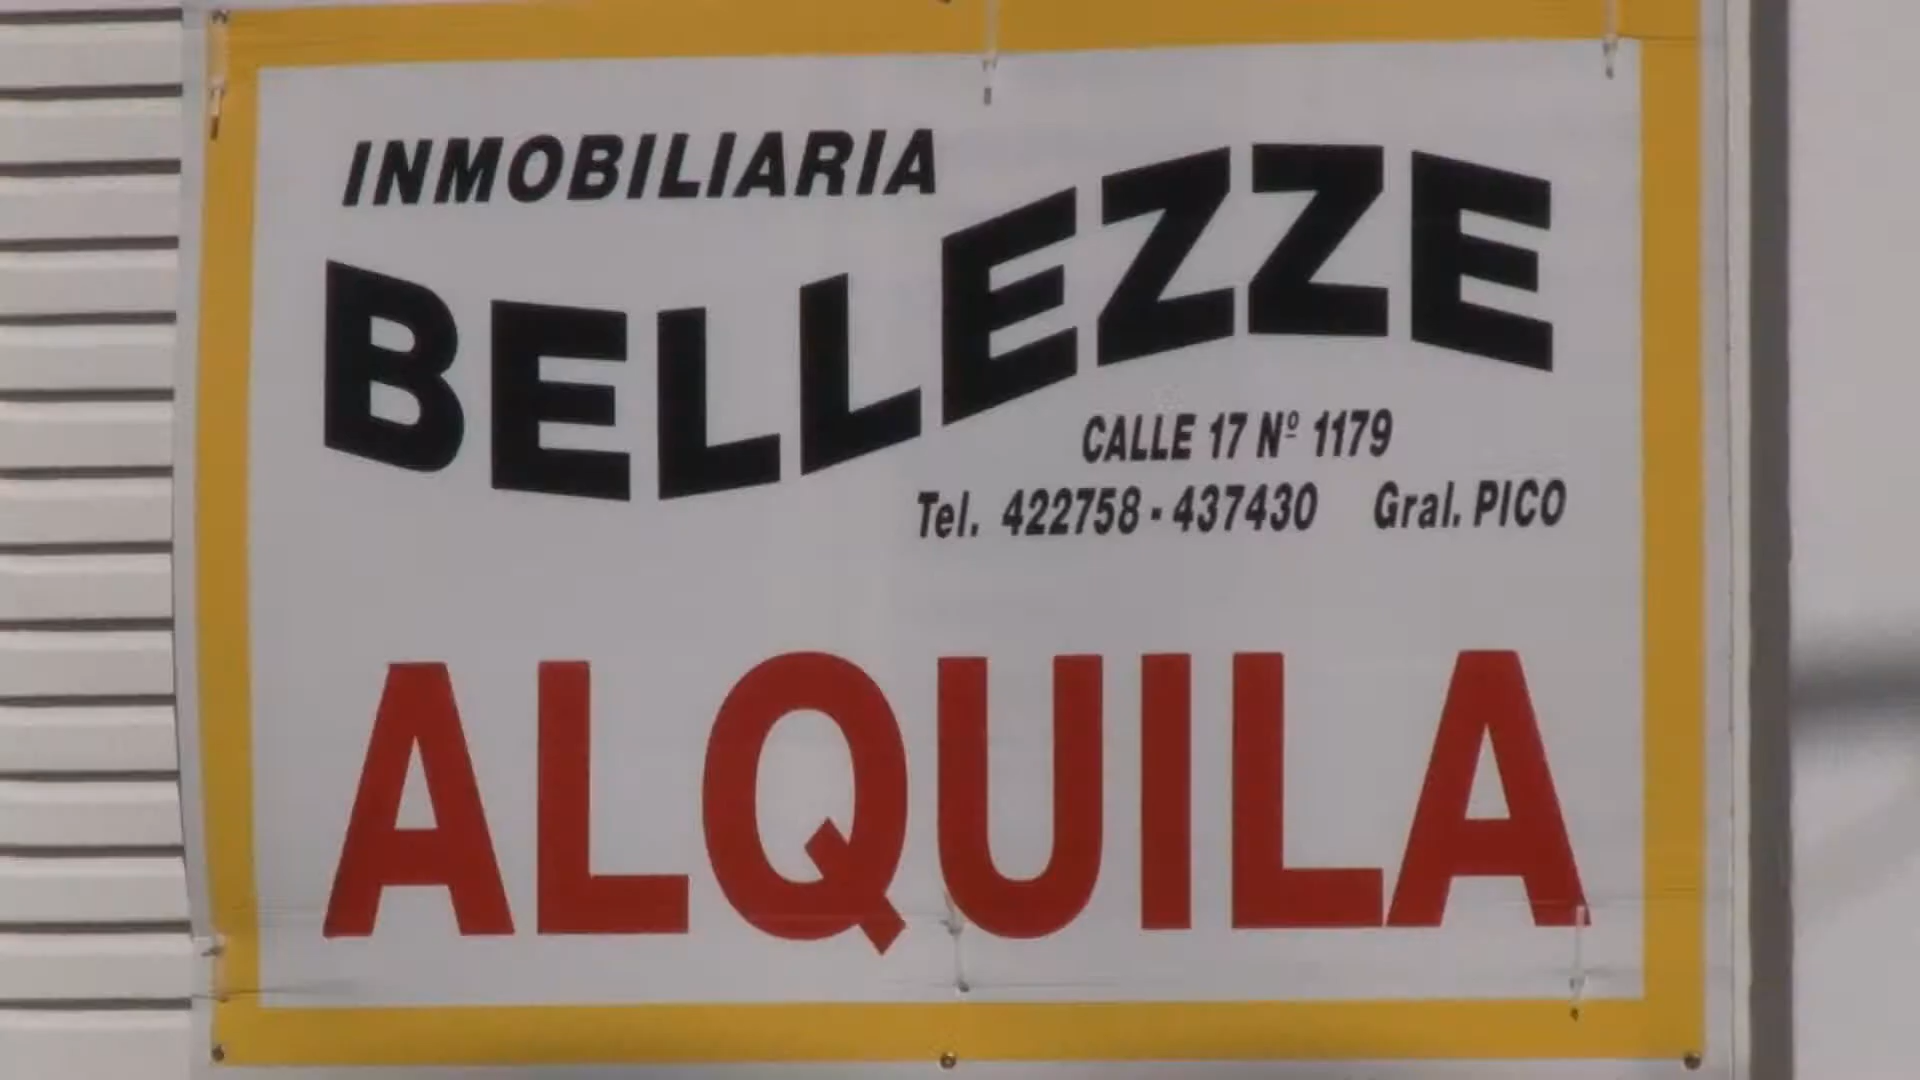 INMOBILIARIA
BELLEZZE
CALLE 17 Nº 1179
Tel. 422758 - 437430 Gral. PICO
ALQUILA